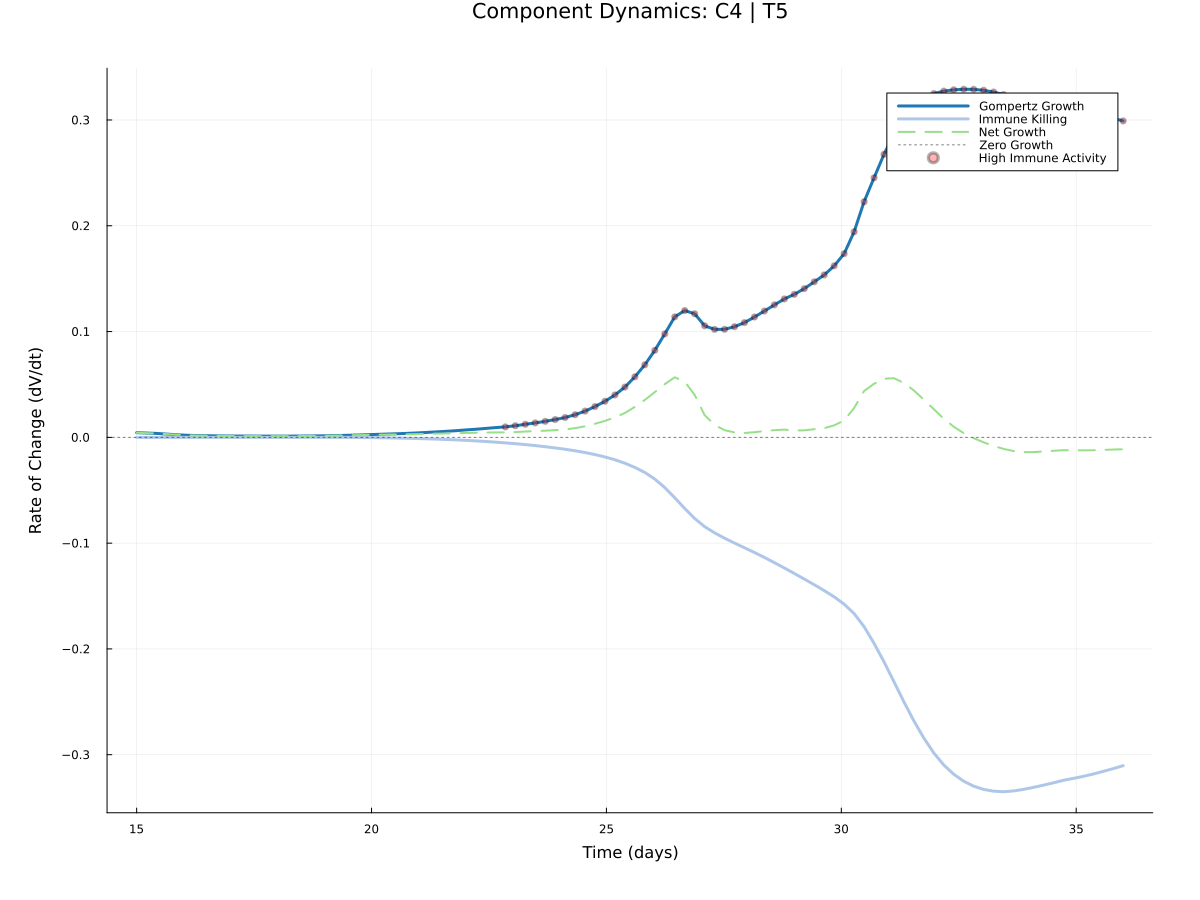 Component Dynamics: C4 | T5
Gompertz Growth
Immune Killing
Net Growth
Zero Growth
High Immune Activity
Rate of Change (dV/dt)
0.3
0.2
0.1
0.0
−0.1
−0.2
−0.3
15 20 25 30 35
Time (days)